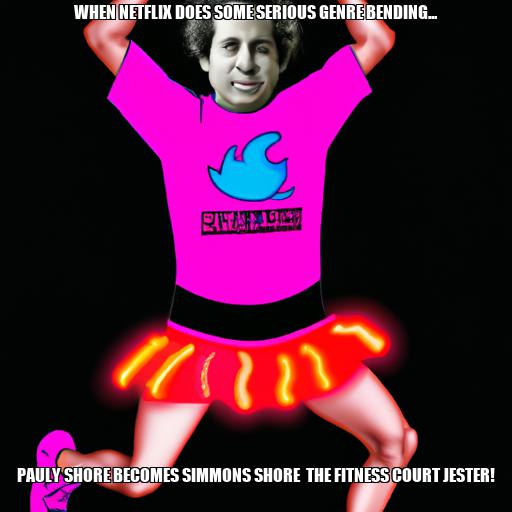 WHEN NETFLIX DOES SOME SERIOUS GENRE BENDING...
PAULY SHORE BECOMES SIMMONS SHORE THE FITNESS COURT JESTER!